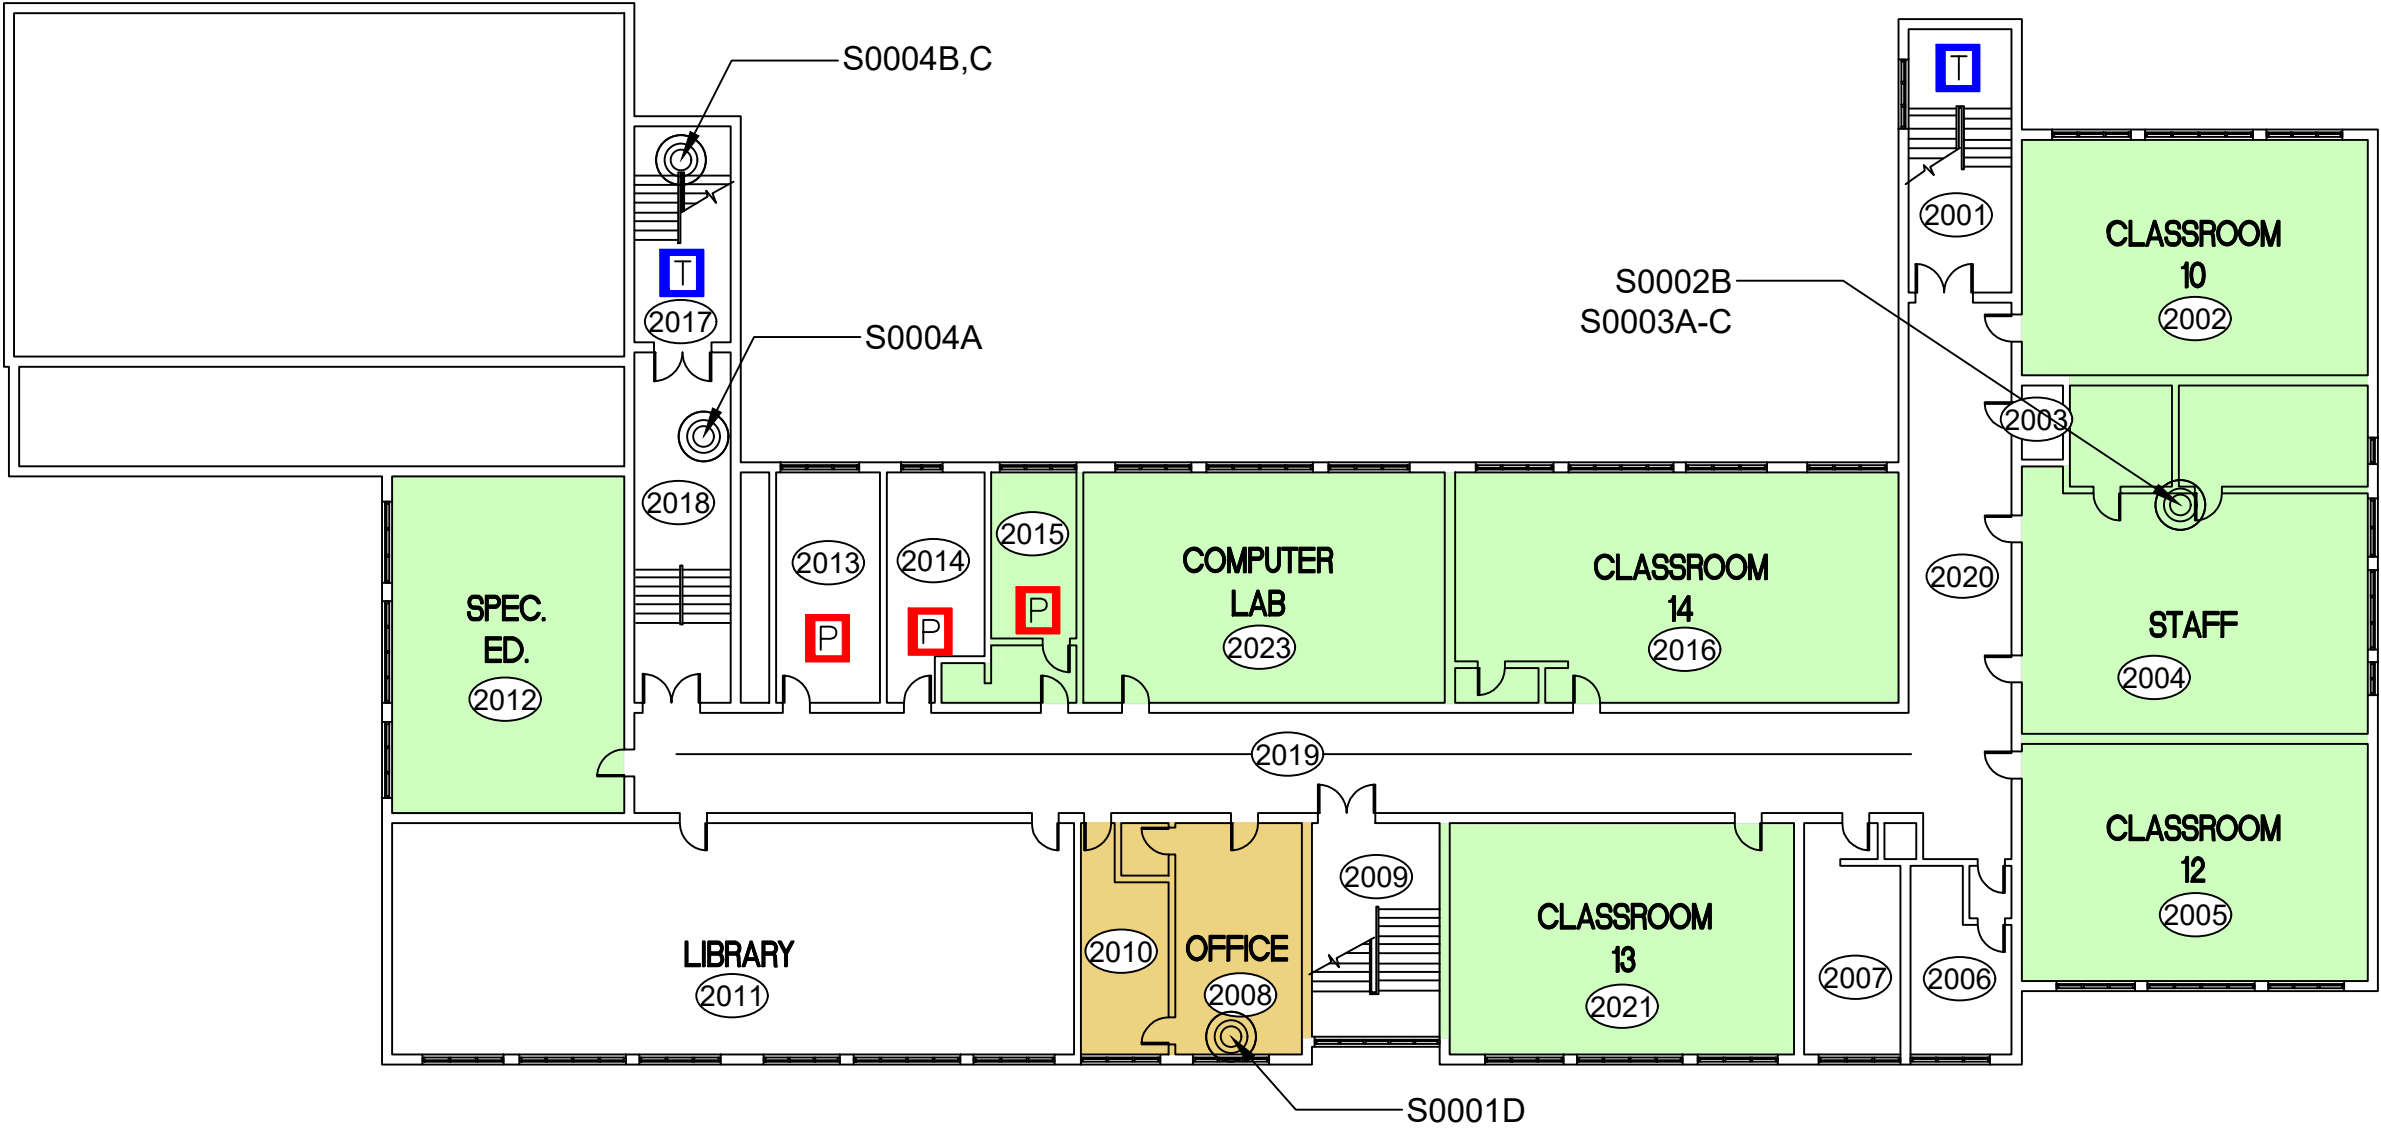 S0004B,C
T
2001
CLASSROOM
10
2002
S0002B
S0003A-C
T
2017
S0004A
2003
2018
2013
P
2014
P
2015
P
COMPUTER
LAB
2023
CLASSROOM
14
2016
2020
STAFF
2004
SPEC.
ED.
2012
2019
CLASSROOM
12
2005
LIBRARY
2011
2010
OFFICE
2008
2009
CLASSROOM
13
2021
2007
2006
S0001D